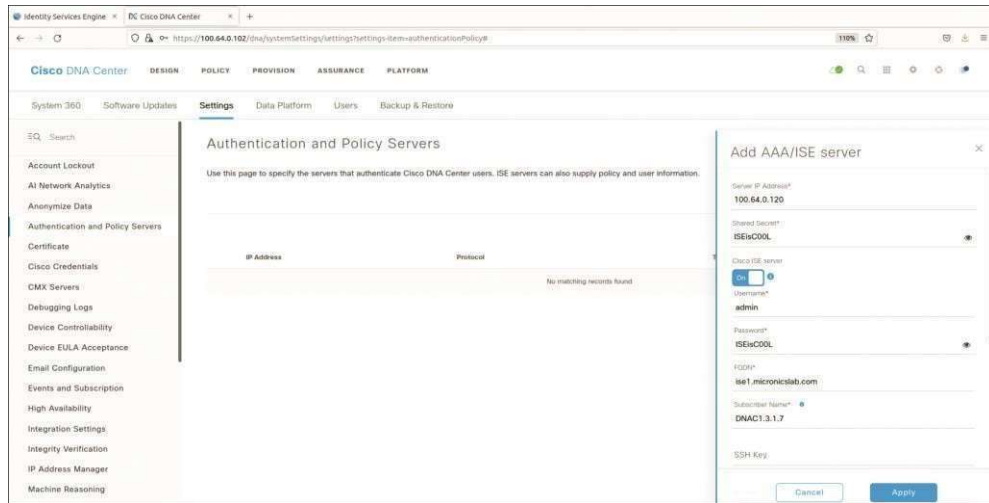 Identity Services Engine × DC Cisco DNA Center × +
https://100.64.0.102/dna/systemSettings/settings?settings-item=authenticationPolicy# 110%
Cisco DNA Center DESIGN POLICY PROVISION ASSURANCE PLATFORM
System 360 Software Updates Settings Data Platform Users Backup & Restore
Search
Account Lockout
AI Network Analytics
Anonymize Data
Authentication and Policy Servers
Certificate
Cisco Credentials
CMX Servers
Debugging Logs
Device Controllability
Device EULA Acceptance
Email Configuration
Events and Subscription
High Availability
Integration Settings
Integrity Verification
IP Address Manager
Machine Reasoning
Authentication and Policy Servers
Use this page to specify the servers that authenticate Cisco DNA Center users. ISE servers can also supply policy and user information.
IP Address Protocol T
No matching records found
Add AAA/ISE server ×
Server IP Address*
100.64.0.120
Shared Secret*
ISEisC00L
Cisco ISE server
On
Username*
admin
Password*
ISEisC00L
FQDN*
ise1.micronicslab.com
Subscriber Name*
DNAC1.3.1.7
SSH Key
Cancel Apply